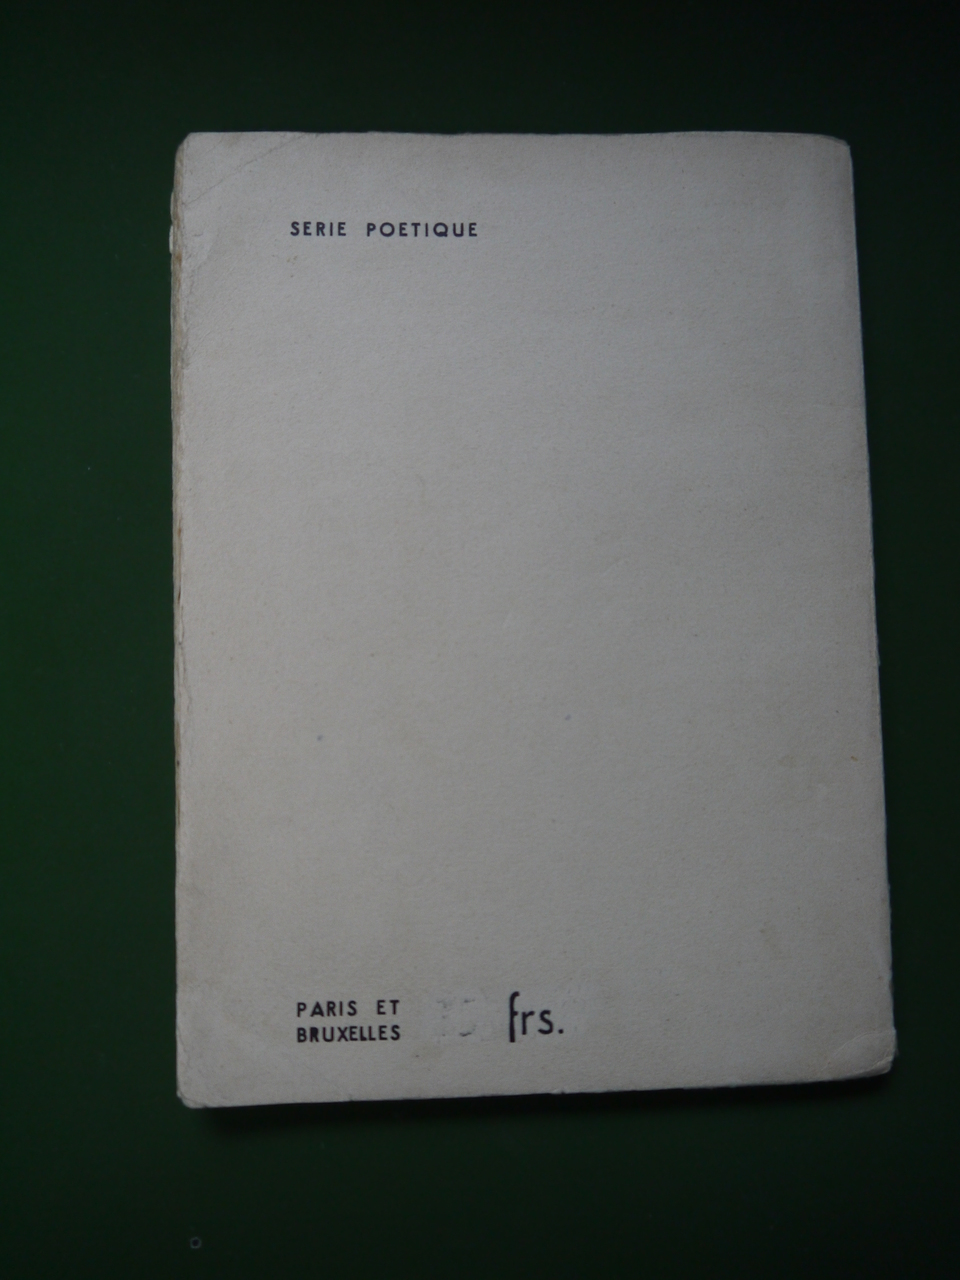 SERIE POETIQUE
PARIS ET
BRUXELLES
frs.